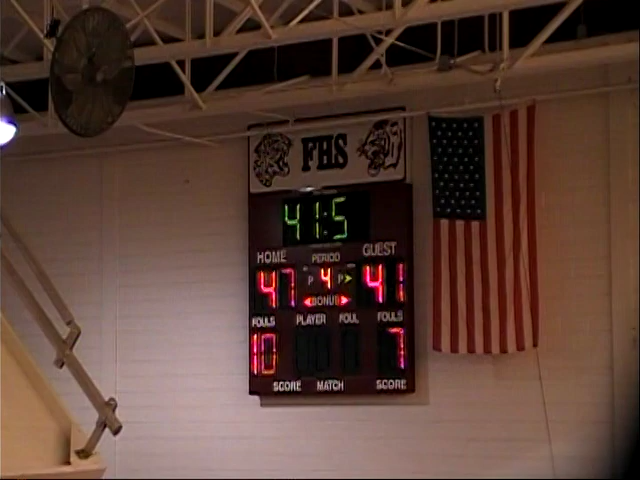 FHS
41:5
HOME PERIOD GUEST
47 P 4 P 41
BONUS
FOULS PLAYER FOUL FOULS
10 7
SCORE MATCH SCORE